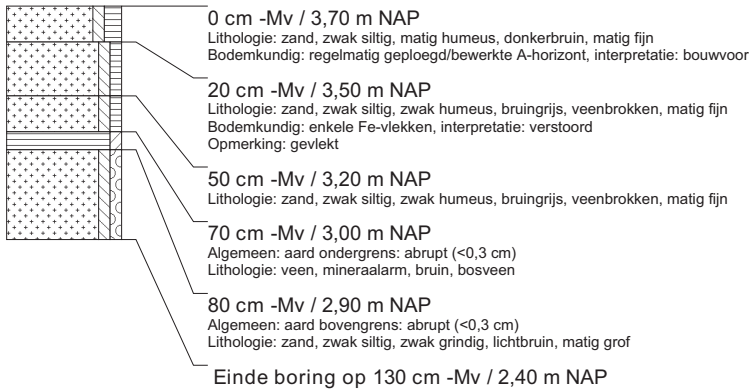 0 cm -Mv / 3,70 m NAP
Lithologie: zand, zwak siltig, matig humeus, donkerbruin, matig fijn
Bodemkundig: regelmatig geploegd/bewerkte A-horizont, interpretatie: bouwvoor
20 cm -Mv / 3,50 m NAP
Lithologie: zand, zwak siltig, zwak humeus, bruingrijs, veenbrokken, matig fijn
Bodemkundig: enkele Fe-vlekken, interpretatie: verstoord
Opmerking: gevlekt
50 cm -Mv / 3,20 m NAP
Lithologie: zand, zwak siltig, zwak humeus, bruingrijs, veenbrokken, matig fijn
70 cm -Mv / 3,00 m NAP
Algemeen: aard ondergrens: abrupt (<0,3 cm)
Lithologie: veen, mineraalarm, bruin, bosveen
80 cm -Mv / 2,90 m NAP
Algemeen: aard bovengrens: abrupt (<0,3 cm)
Lithologie: zand, zwak siltig, zwak grindig, lichtbruin, matig grof
Einde boring op 130 cm -Mv / 2,40 m NAP